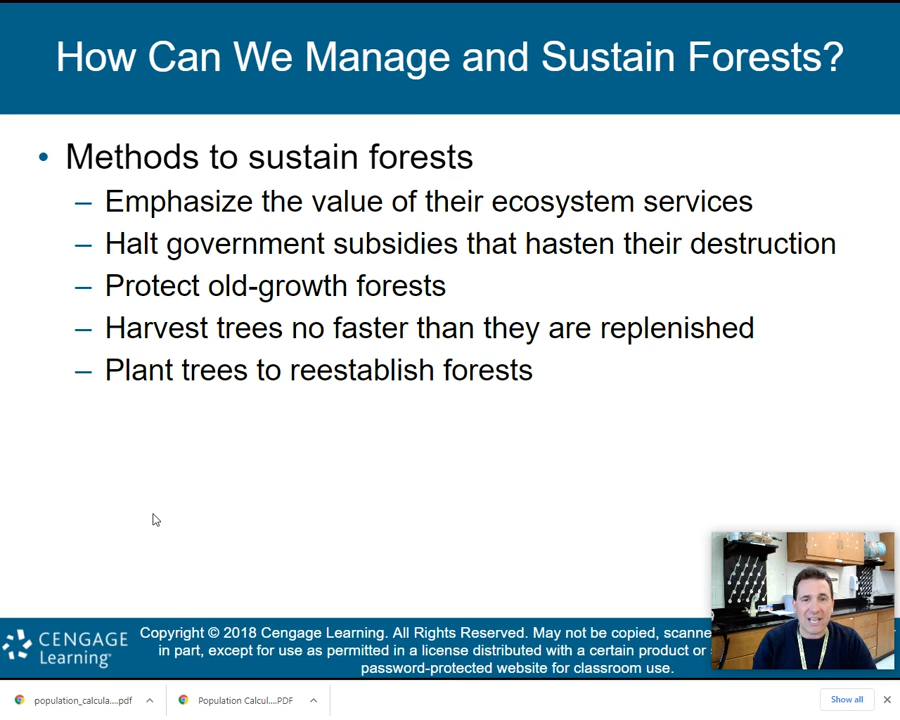 How Can We Manage and Sustain Forests?
• Methods to sustain forests
– Emphasize the value of their ecosystem services
– Halt government subsidies that hasten their destruction
– Protect old-growth forests
– Harvest trees no faster than they are replenished
– Plant trees to reestablish forests
CENGAGE
Learning®
Copyright © 2018 Cengage Learning. All Rights Reserved. May not be copied, scanne
in part, except for use as permitted in a license distributed with a certain product or
password-protected website for classroom use.
population_calcula....pdf
Population Calcul....PDF
Show all